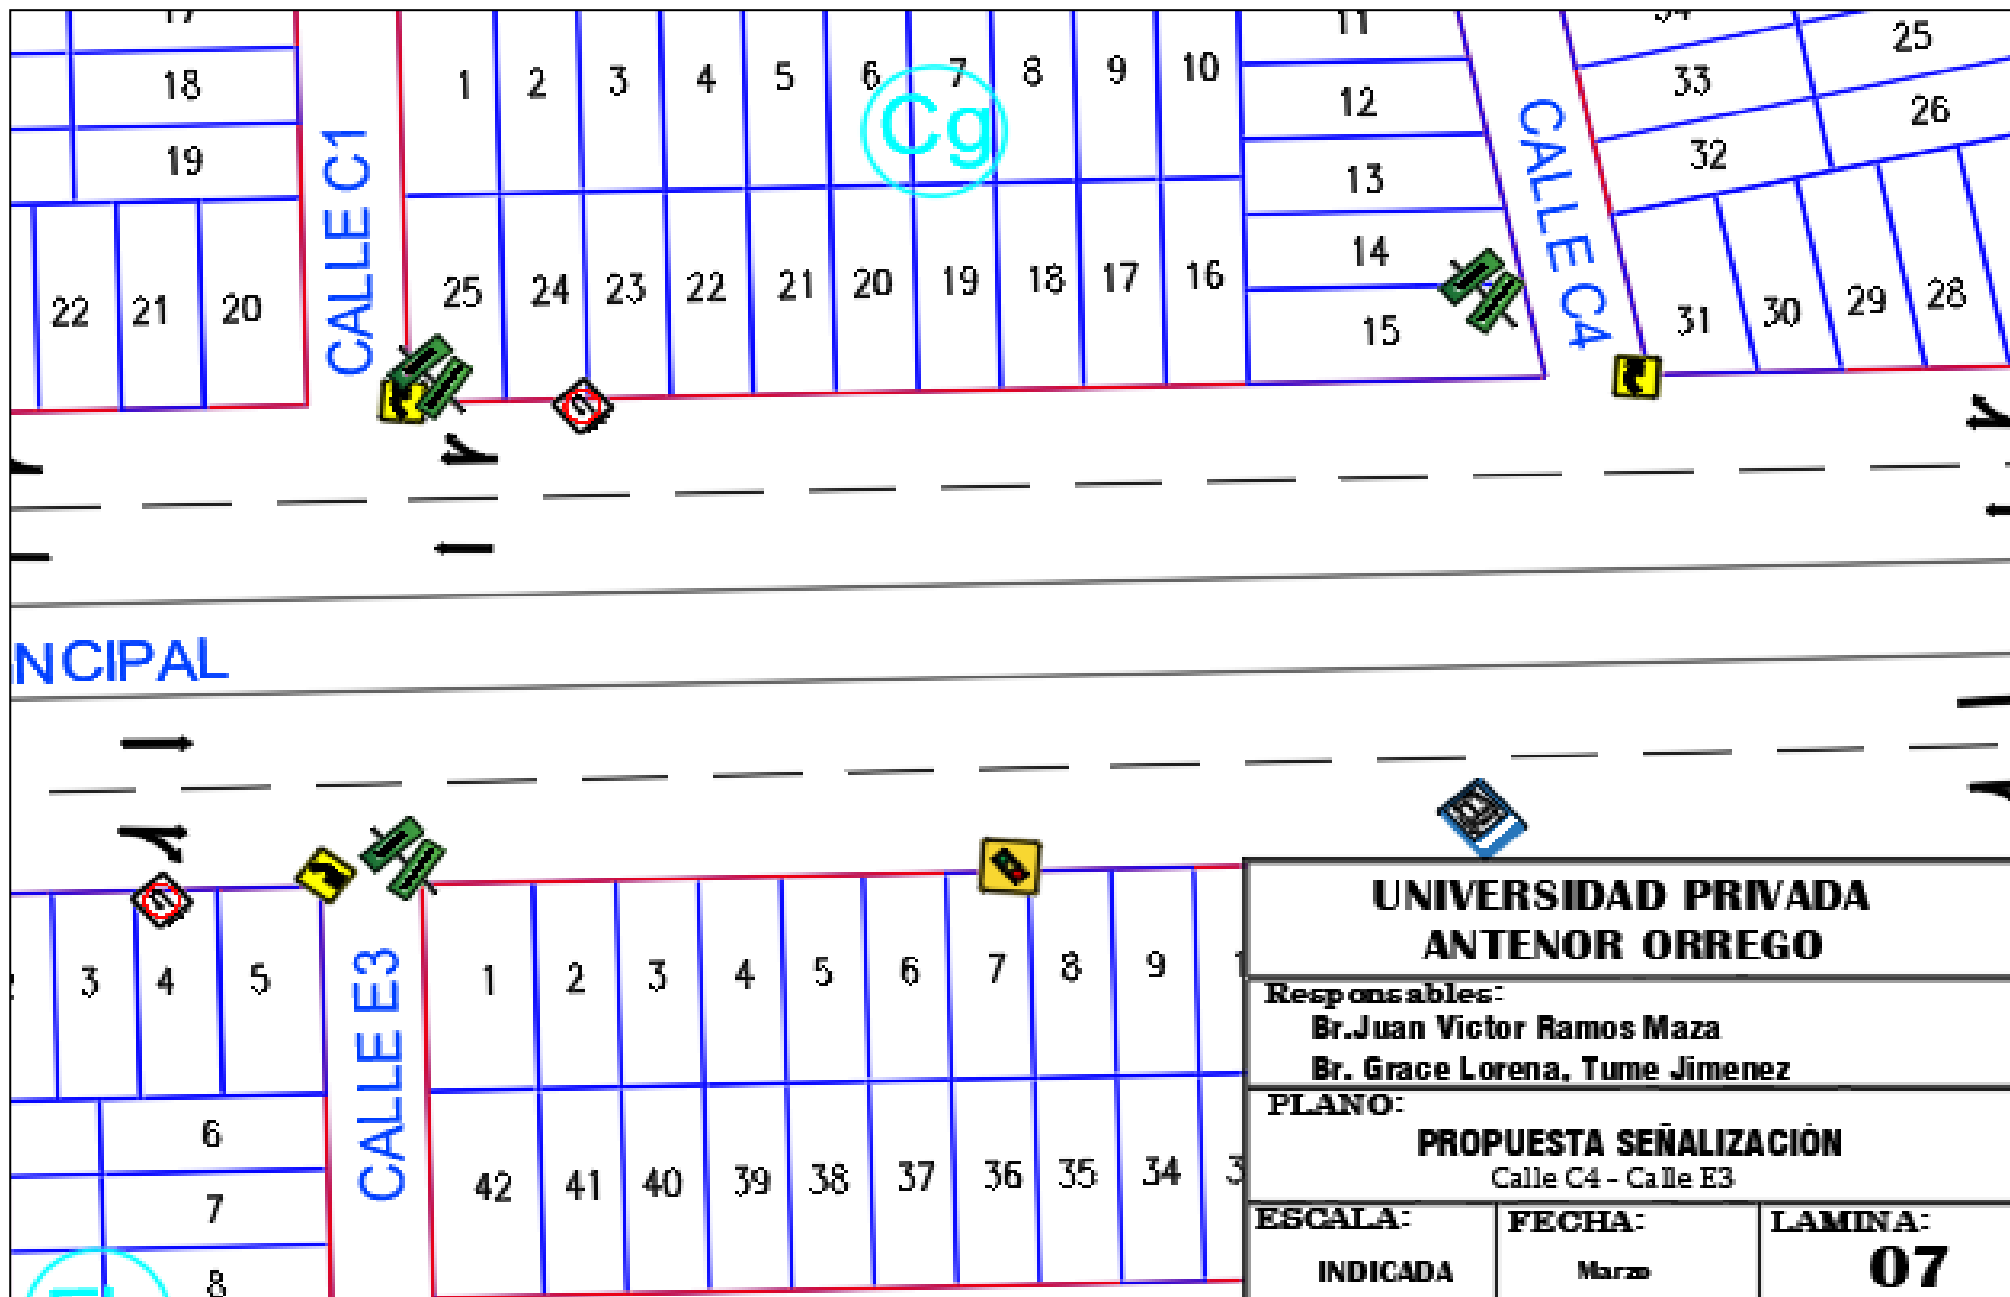 17
18
19
22 21 20
CALLE C1
1 2 3 4 5 6 7 8 9 10
Cg
25 24 23 22 21 20 19 18 17 16
11
12
13
14
15
CALLE C4
34
33
32
25
26
31 30 29 28
NCIPAL
3 4 5
6
7
8
CALLE E3
1 2 3 4 5 6 7 8 9 1
42 41 40 39 38 37 36 35 34 3
UNIVERSIDAD PRIVADA
ANTENOR ORREGO
Responsables:
Br.Juan Victor Ramos Maza
Br. Grace Lorena, Tume Jimenez
PLANO:
PROPUESTA SEÑALIZACIÓN
Calle C4 - Calle E3
ESCALA: FECHA: LAMINA:
INDICADA Marzo 07